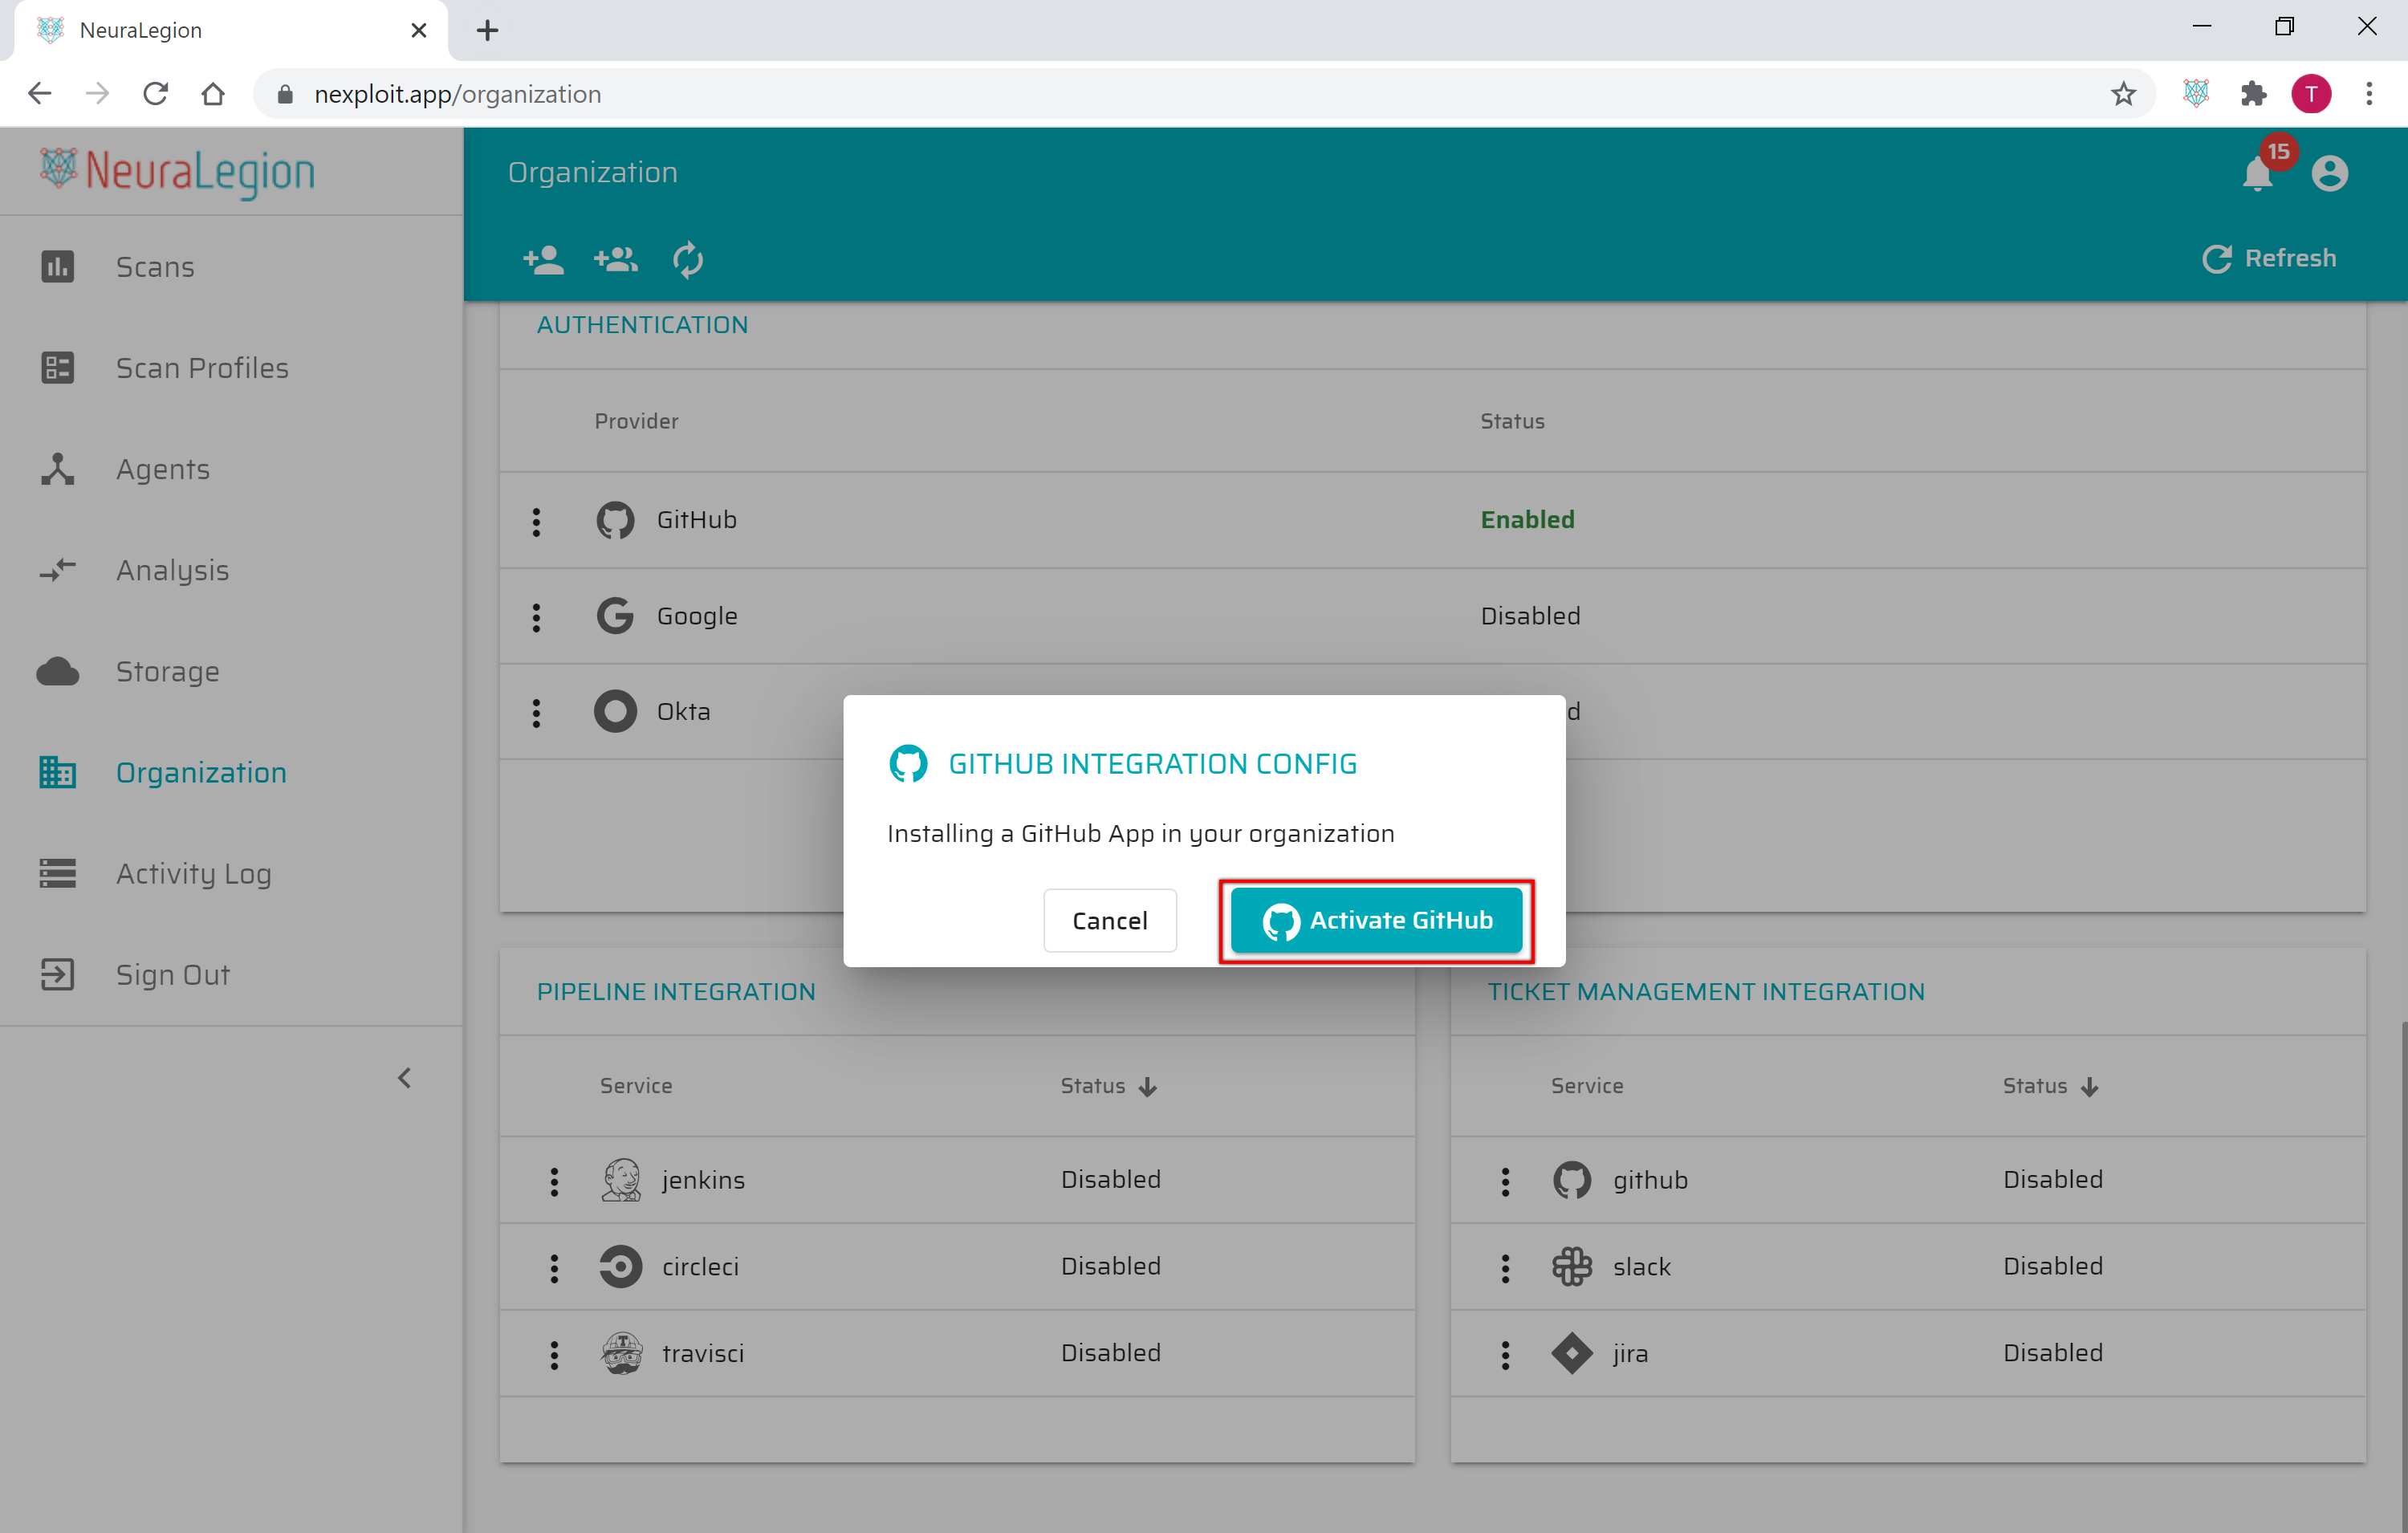 NeuraLegion
nexploit.app/organization
T
NeuraLegion
Scans
Scan Profiles
Agents
Analysis
Storage
Organization
Activity Log
Sign Out
Organization
15
Refresh
AUTHENTICATION
Provider Status
GitHub Enabled
Google Disabled
Okta d
GITHUB INTEGRATION CONFIG
Installing a GitHub App in your organization
Cancel Activate GitHub
PIPELINE INTEGRATION
Service Status
jenkins Disabled
circleci Disabled
travisci Disabled
TICKET MANAGEMENT INTEGRATION
Service Status
github Disabled
slack Disabled
jira Disabled